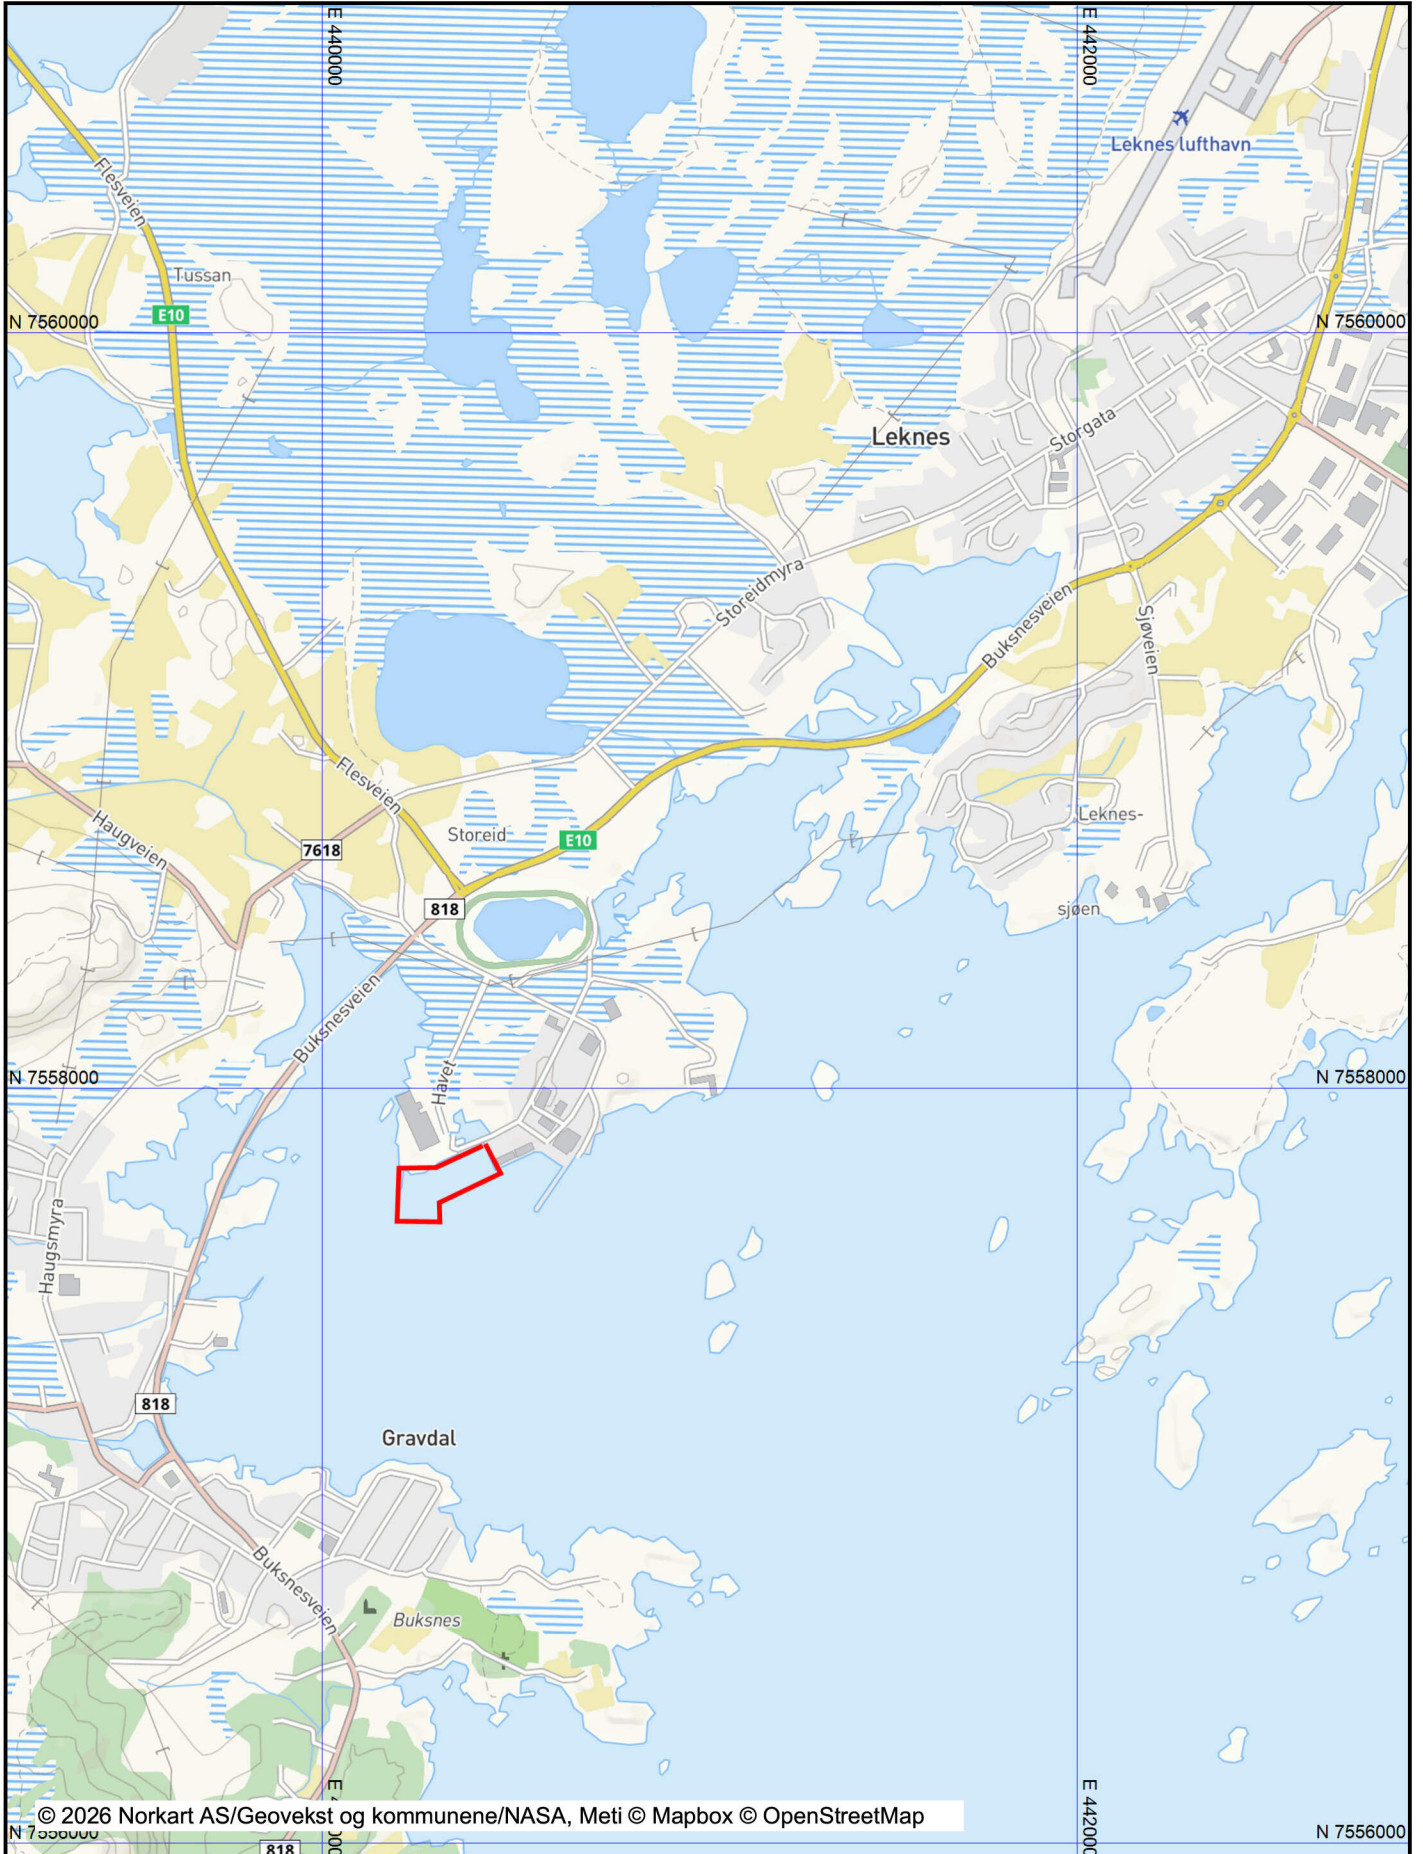 E 440000
E 442000
Leknes lufthavn
Flesveien
Tussan
E10
N 7560000
N 7560000
Leknes
Storgata
Storeidmyra
Buksnesveien
Sjøveien
Flesveien
Haugveien
7618
Storeid
E10
Leknes-
sjøen
818
Buksnesveien
Havet
N 7558000
N 7558000
Haugsmyra
818
Gravdal
Buksnesveien
Buksnes
E 442000
© 2026 Norkart AS/Geovekst og kommunene/NASA, Meti © Mapbox © OpenStreetMap
N 7556000
N 7556000
818